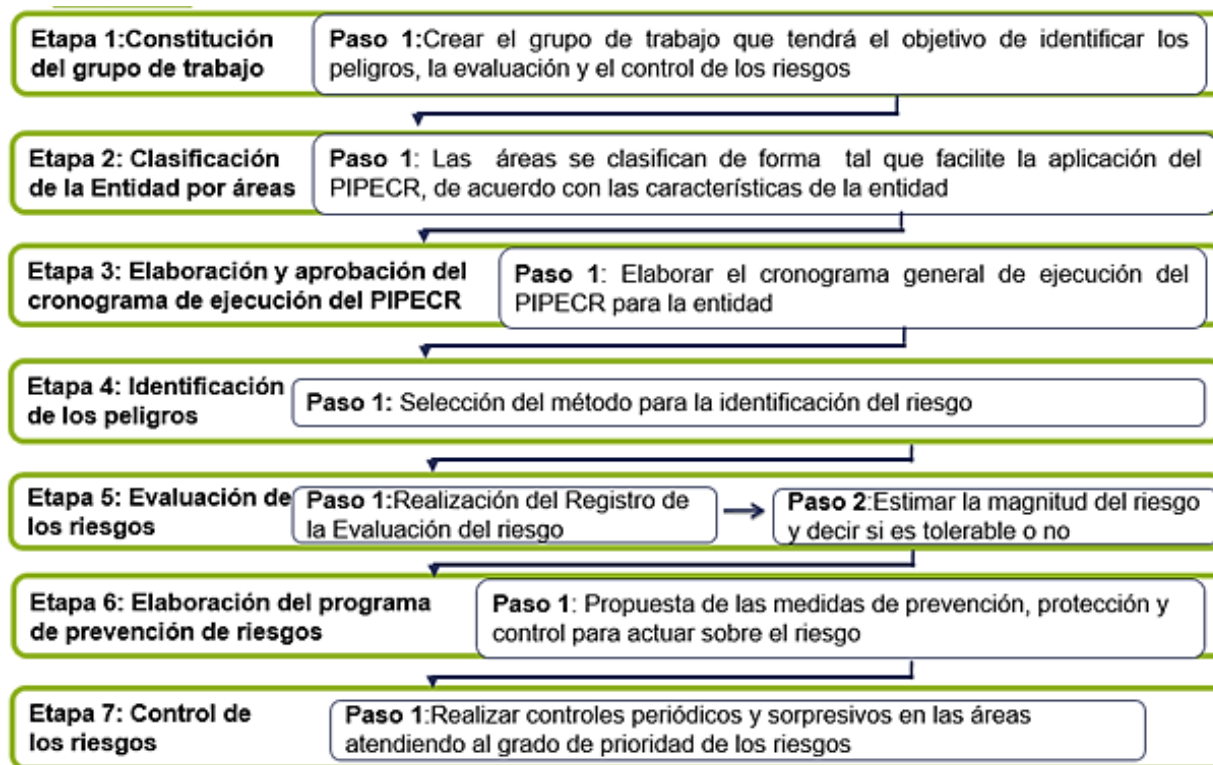 Etapa 1:Constitución
del grupo de trabajo
Paso 1:Crear el grupo de trabajo que tendrá el objetivo de identificar los
peligros, la evaluación y el control de los riesgos
Etapa 2: Clasificación
de la Entidad por áreas
Paso 1: Las áreas se clasifican de forma tal que facilite la aplicación del
PIPECR, de acuerdo con las características de la entidad
Etapa 3: Elaboración y aprobación del
cronograma de ejecución del PIPECR
Paso 1: Elaborar el cronograma general de ejecución del
PIPECR para la entidad
Etapa 4: Identificación
de los peligros
Paso 1: Selección del método para la identificación del riesgo
Etapa 5: Evaluación de
los riesgos
Paso 1:Realización del Registro de
la Evaluación del riesgo
Paso 2:Estimar la magnitud del riesgo
y decir si es tolerable o no
Etapa 6: Elaboración del programa
de prevención de riesgos
Paso 1: Propuesta de las medidas de prevención, protección y
control para actuar sobre el riesgo
Etapa 7: Control de
los riesgos
Paso 1:Realizar controles periódicos y sorpresivos en las áreas
atendiendo al grado de prioridad de los riesgos